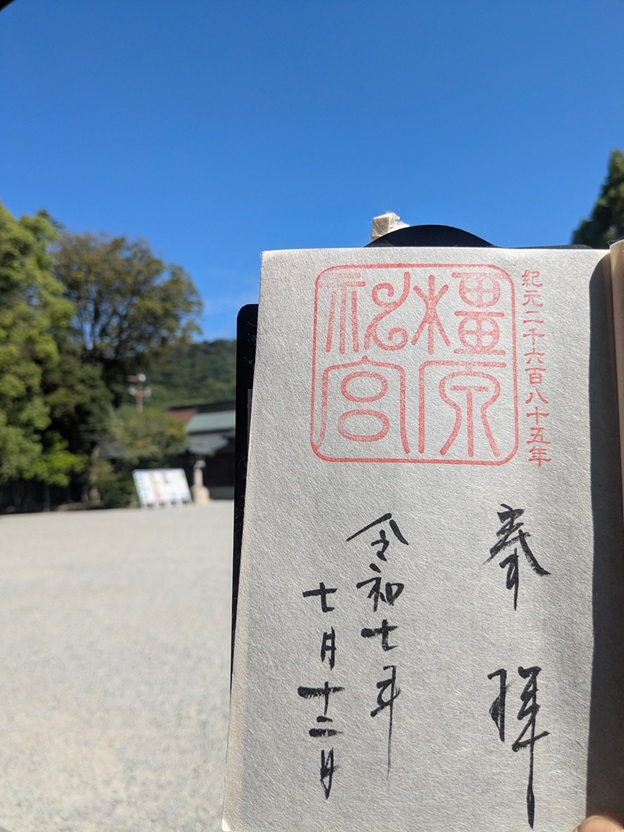 紀元二千六百八十五年
橿原
神宮
奉拝
令和七年
七月十二日